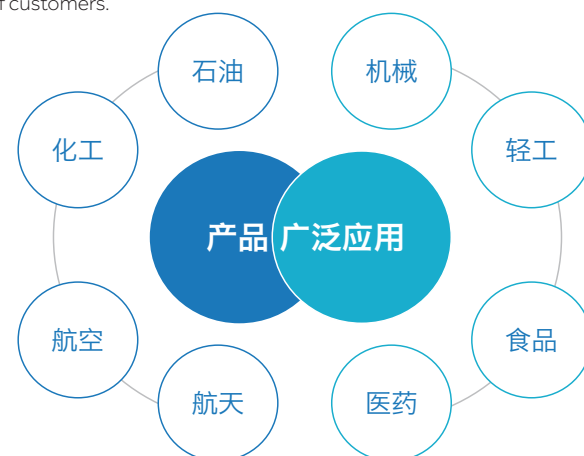 f customers.
石油
机械
化工
轻工
产品 广泛应用
航空
食品
航天
医药